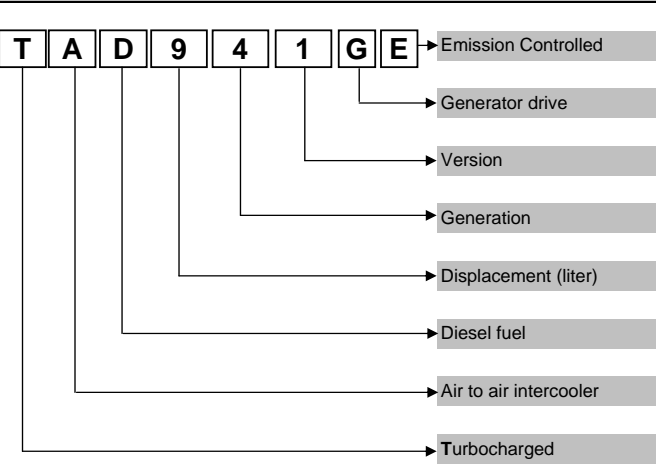 T A D 9 4 1 G E Emission Controlled
Generator drive
Version
Generation
Displacement (liter)
Diesel fuel
Air to air intercooler
Turbocharged